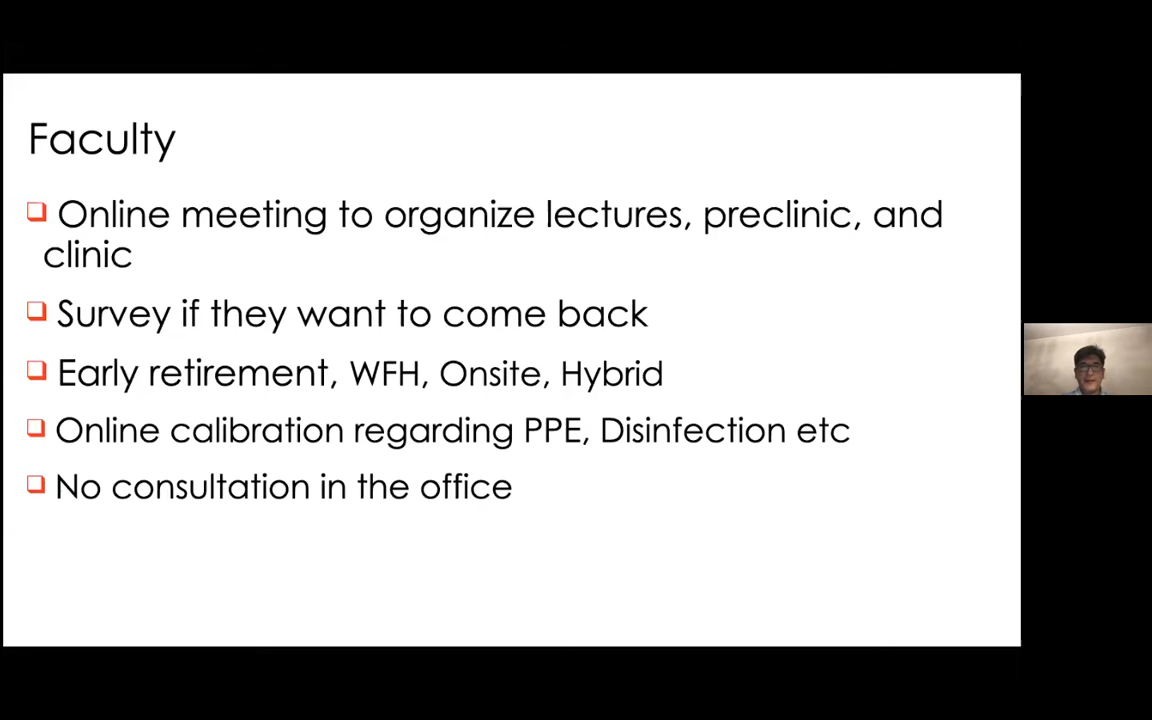 Faculty
Online meeting to organize lectures, preclinic, and
clinic
Survey if they want to come back
Early retirement, WFH, Onsite, Hybrid
Online calibration regarding PPE, Disinfection etc
No consultation in the office